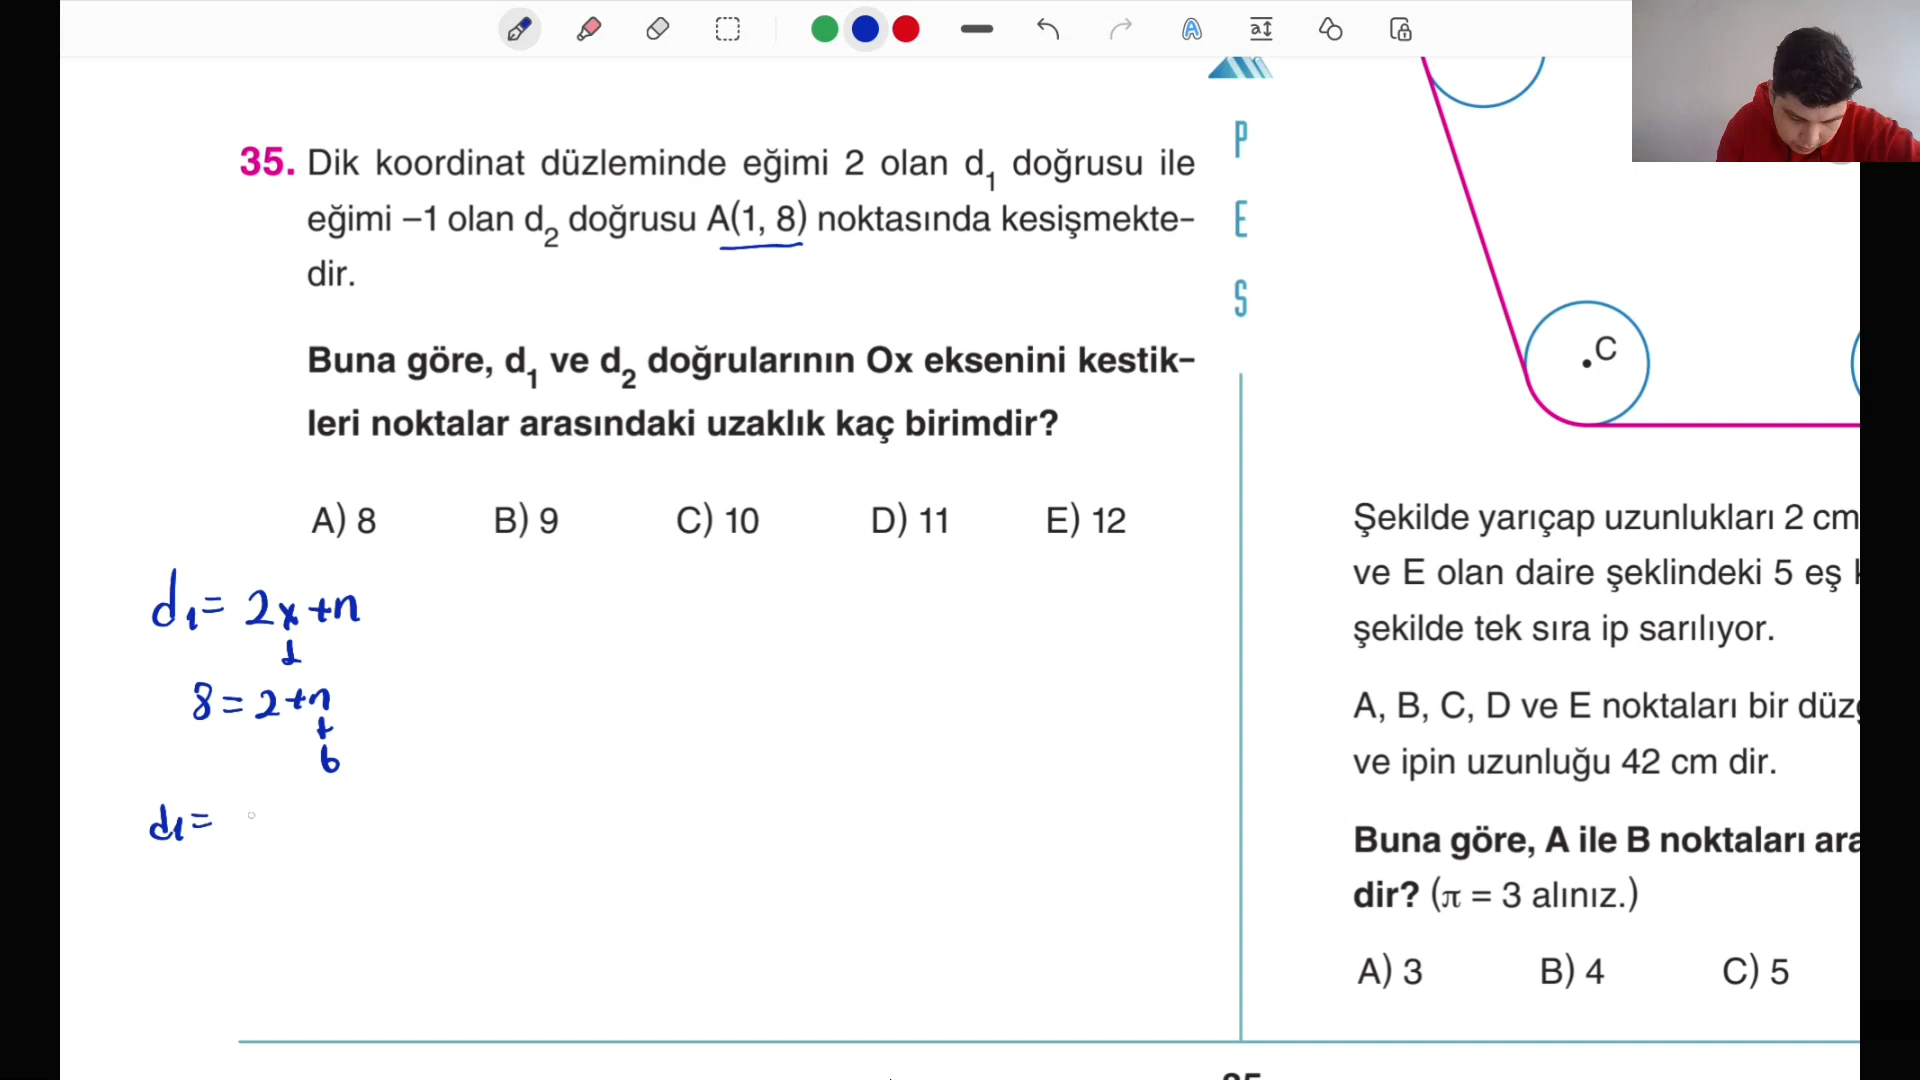 35. Dik koordinat düzleminde eğimi 2 olan d1 doğrusu ile
eğimi –1 olan d2 doğrusu A(1, 8) noktasında kesişmekte-
dir.
Buna göre, d1 ve d2 doğrularının Ox eksenini kestik-
leri noktalar arasındaki uzaklık kaç birimdir?
A) 8 B) 9 C) 10 D) 11 E) 12
d1= 2x+n
1
8=2+n
6
d1=
P
E
S
C
Şekilde yarıçap uzunlukları 2 cm
ve E olan daire şeklindeki 5 eş
şekilde tek sıra ip sarılıyor.
A, B, C, D ve E noktaları bir
ve ipin uzunluğu 42 cm dir.
Buna göre, A ile B noktaları
dir? (π = 3 alınız.)
A) 3 B) 4 C) 5